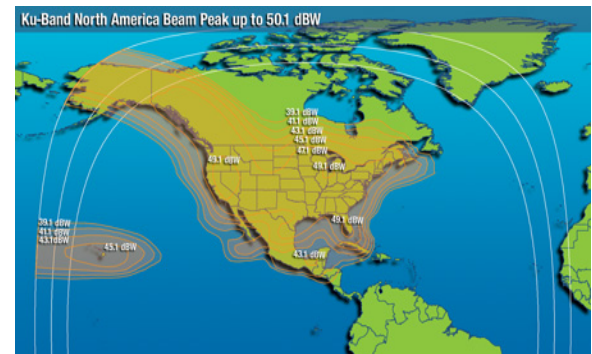 Ku-Band North America Beam Peak up to 50.1 dBW
39.1 dBW
41.1 dBW
43.1 dBW
45.1 dBW
47.1 dBW
49.1 dBW
49.1 dBW
49.1 dBW
39.1 dBW
41.1 dBW
43.1dBW
45.1 dBW
43.1 dBW